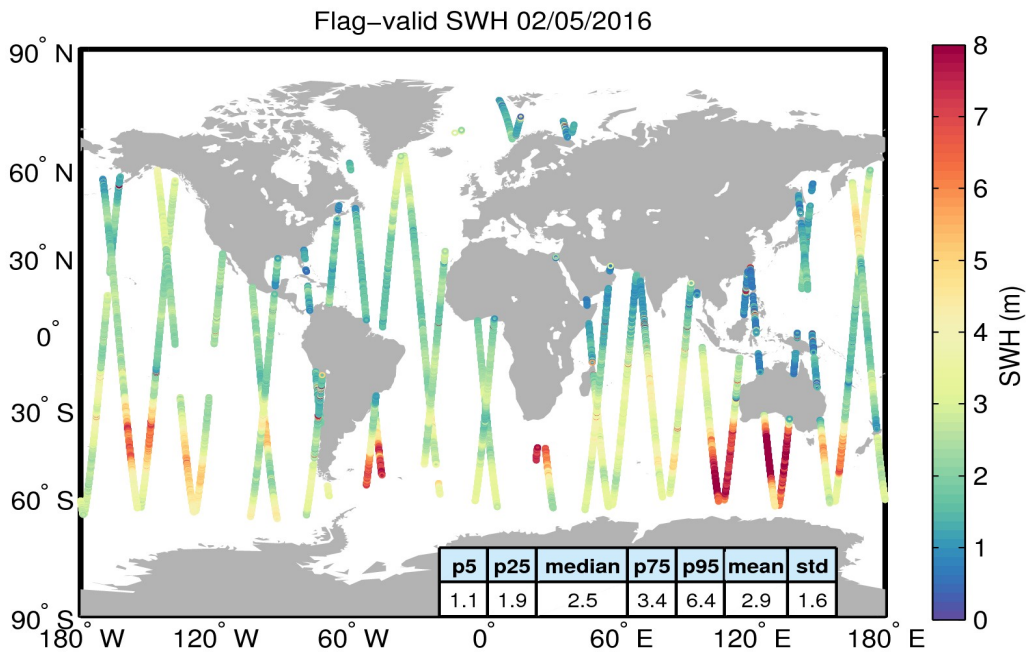 Flag−valid SWH 02/05/2016
90° N
60° N
30° N
0°
30° S
60° S
90° S
180° W
120° W
60° W
0°
60° E
120° E
180° E
p5 p25 median p75 p95 mean std
1.1 1.9 2.5 3.4 6.4 2.9 1.6
8
7
6
5
4
3
2
1
0
SWH (m)